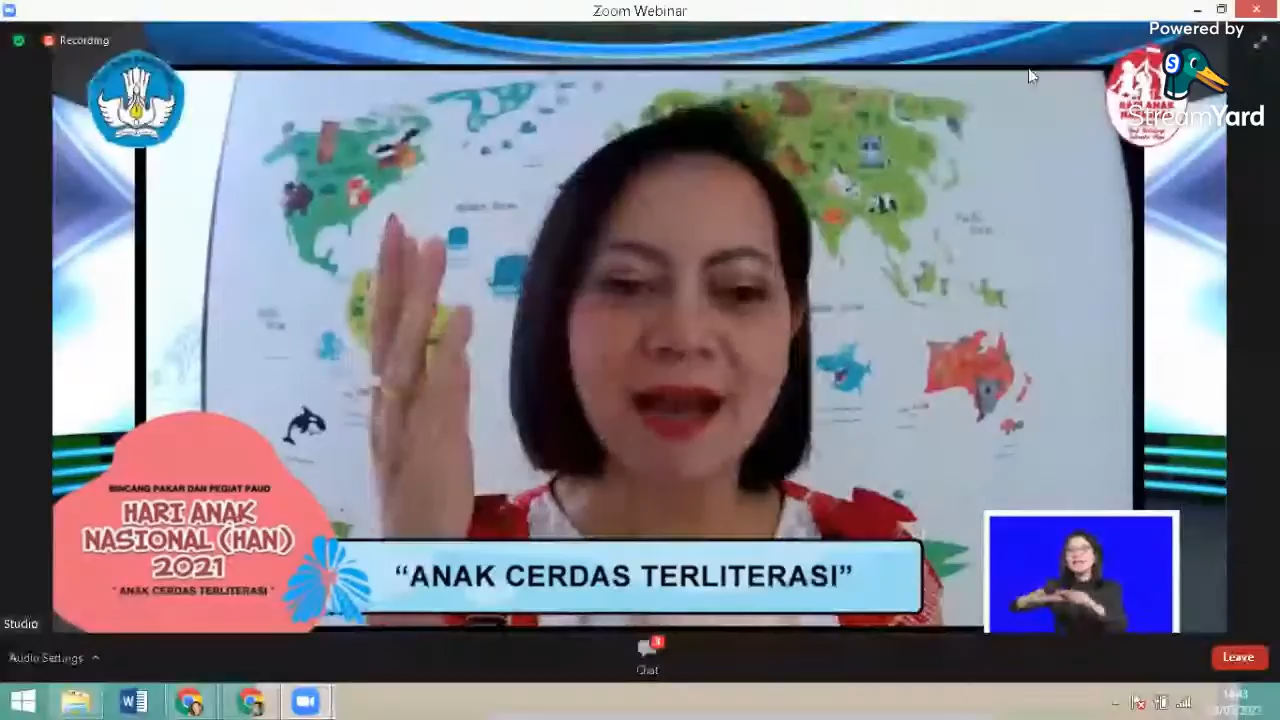 Zoom Webinar
Recording
Powered by
StreamYard
BINCANG PAKAR DAN PEGIAT PAUD
HARI ANAK
NASIONAL (HAN)
2021
" ANAK CERDAS TERLITERASI "
“ANAK CERDAS TERLITERASI”
Studio
Audio Settings
3
Chat
Leave